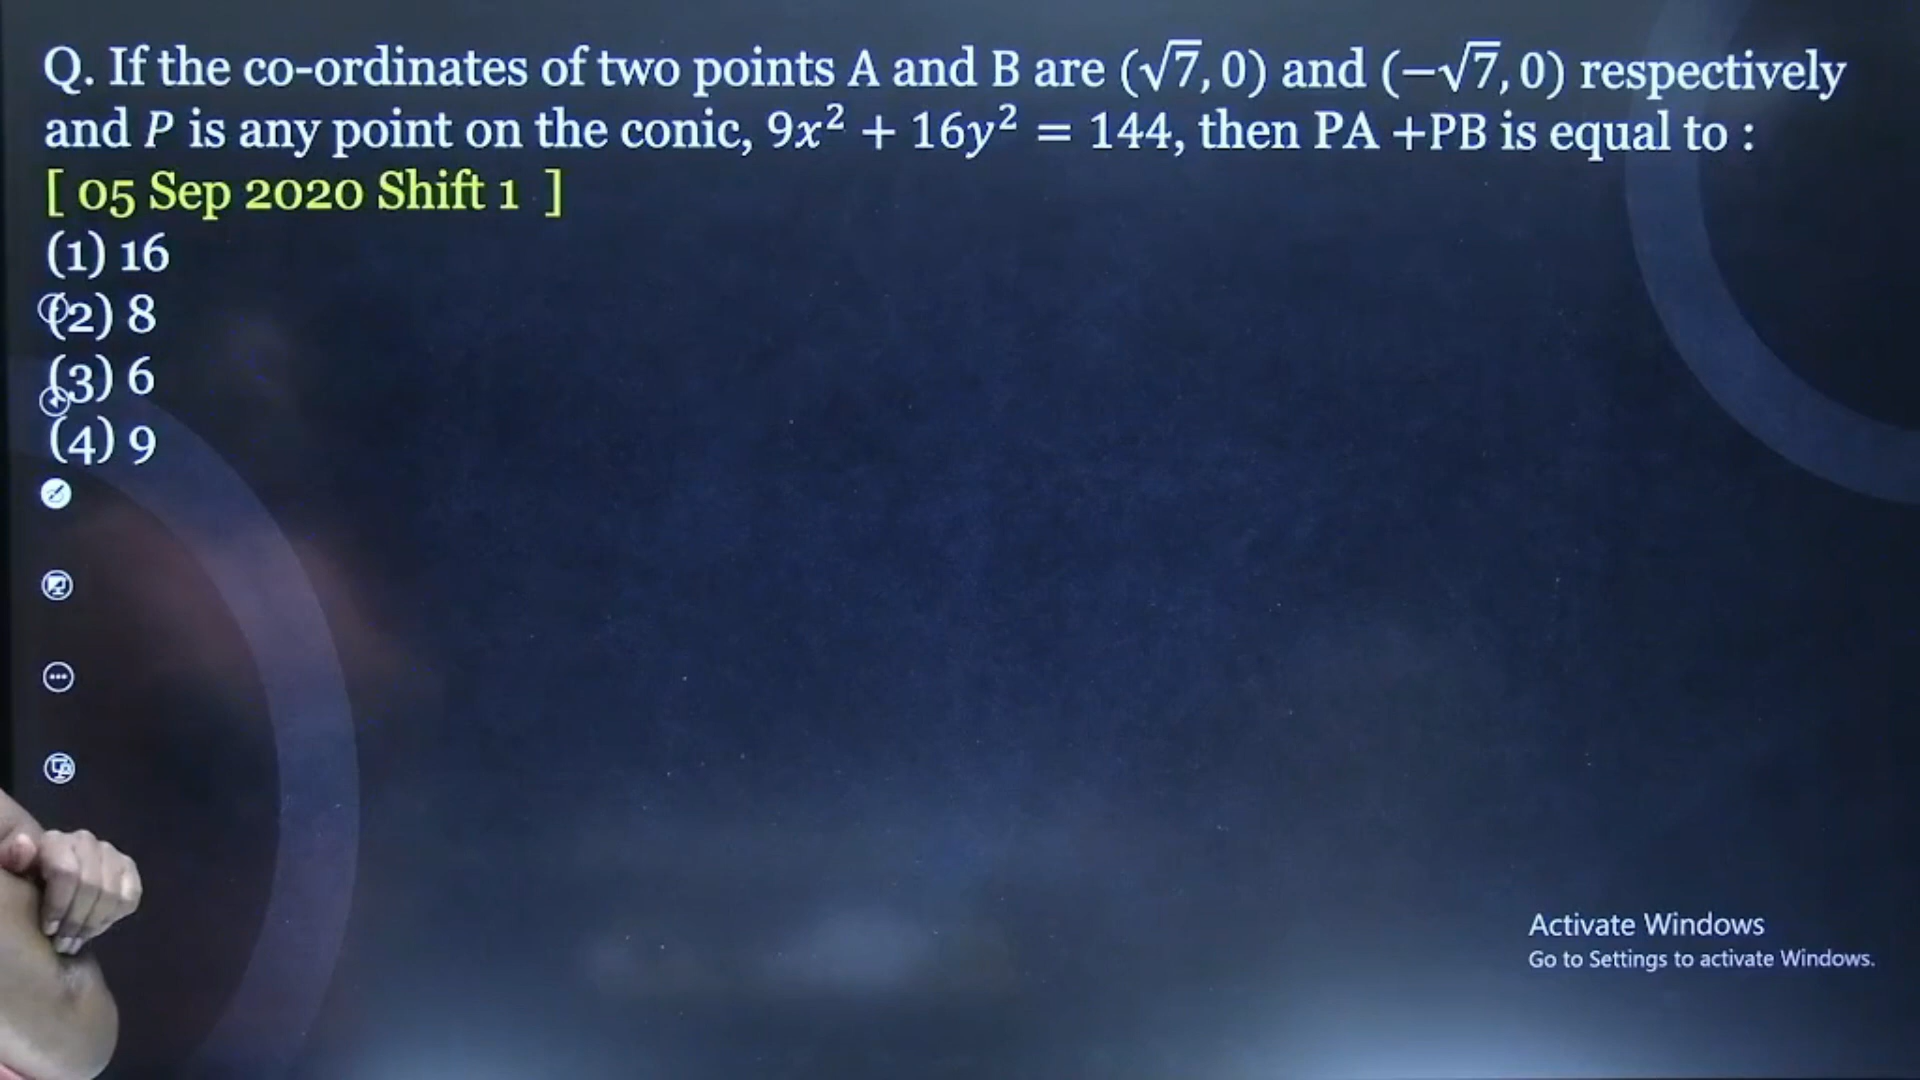 Q. If the co-ordinates of two points A and B are (√7, 0) and (−√7, 0) respectively
and P is any point on the conic, 9x² + 16y² = 144, then PA +PB is equal to :
[ 05 Sep 2020 Shift 1 ]
(1) 16
(2) 8
(3) 6
(4) 9
Activate Windows
Go to Settings to activate Windows.